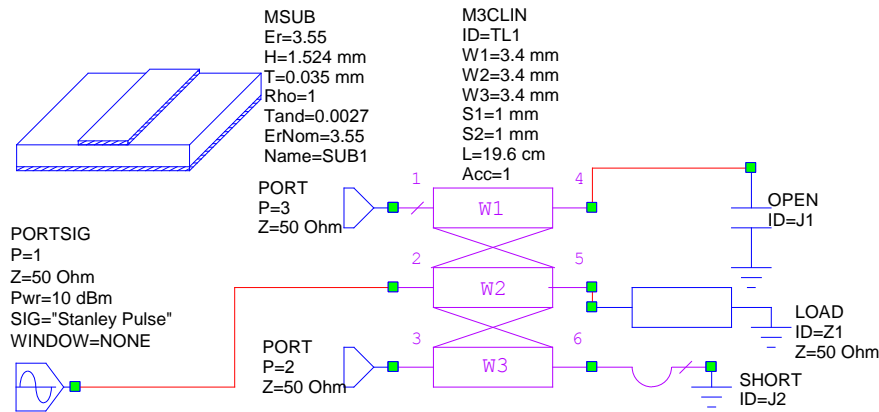 MSUB
Er=3.55
H=1.524 mm
T=0.035 mm
Rho=1
Tand=0.0027
ErNom=3.55
Name=SUB1
M3CLIN
ID=TL1
W1=3.4 mm
W2=3.4 mm
W3=3.4 mm
S1=1 mm
S2=1 mm
L=19.6 cm
Acc=1
PORT
P=3
Z=50 Ohm
1
4
W1
OPEN
ID=J1
PORTSIG
P=1
Z=50 Ohm
Pwr=10 dBm
SIG="Stanley Pulse"
WINDOW=NONE
2
5
W2
LOAD
ID=Z1
Z=50 Ohm
PORT
P=2
Z=50 Ohm
3
6
W3
SHORT
ID=J2